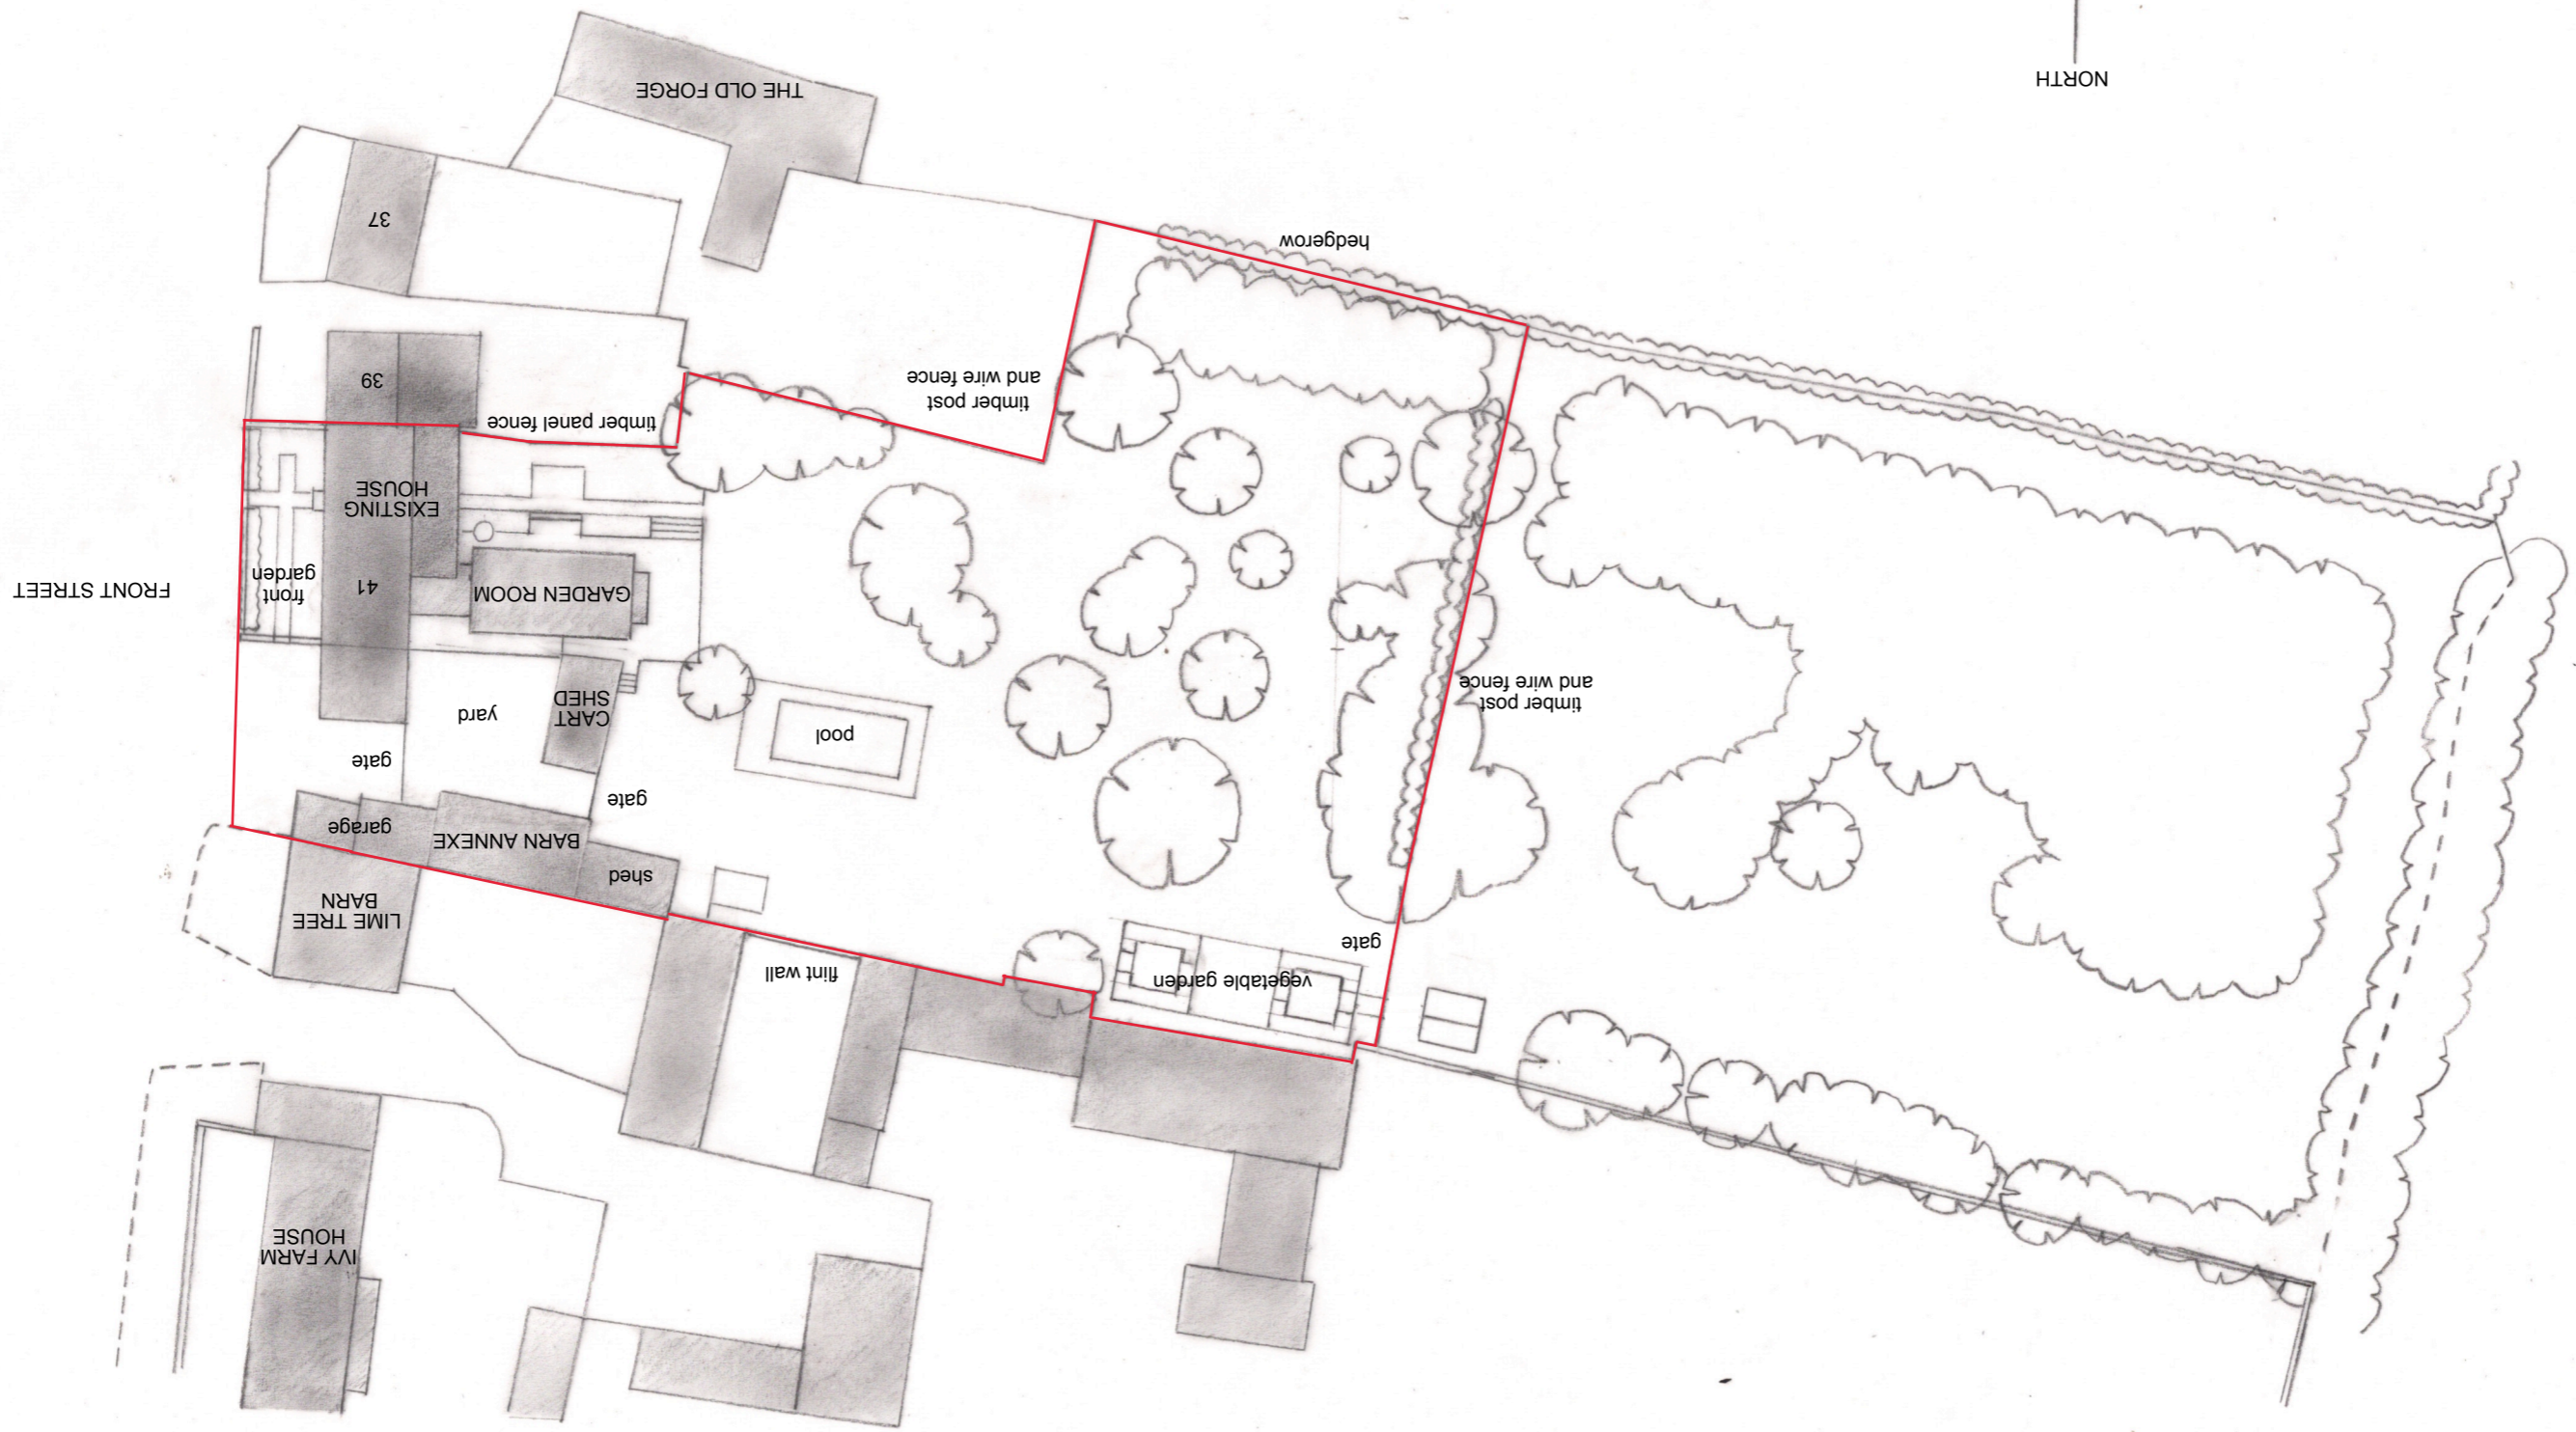 IVY FARM
HOUSE
vegetable garden
flint wall
gate
LIME TREE
BARN
shed
BARN ANNEXE
garage
gate
gate
pool
CART
SHED
yard
timber post
and wire fence
GARDEN ROOM
front
garden
41
FRONT STREET
EXISTING
HOUSE
timber panel fence
timber post
and wire fence
39
hedgerow
37
THE OLD FORGE
NORTH